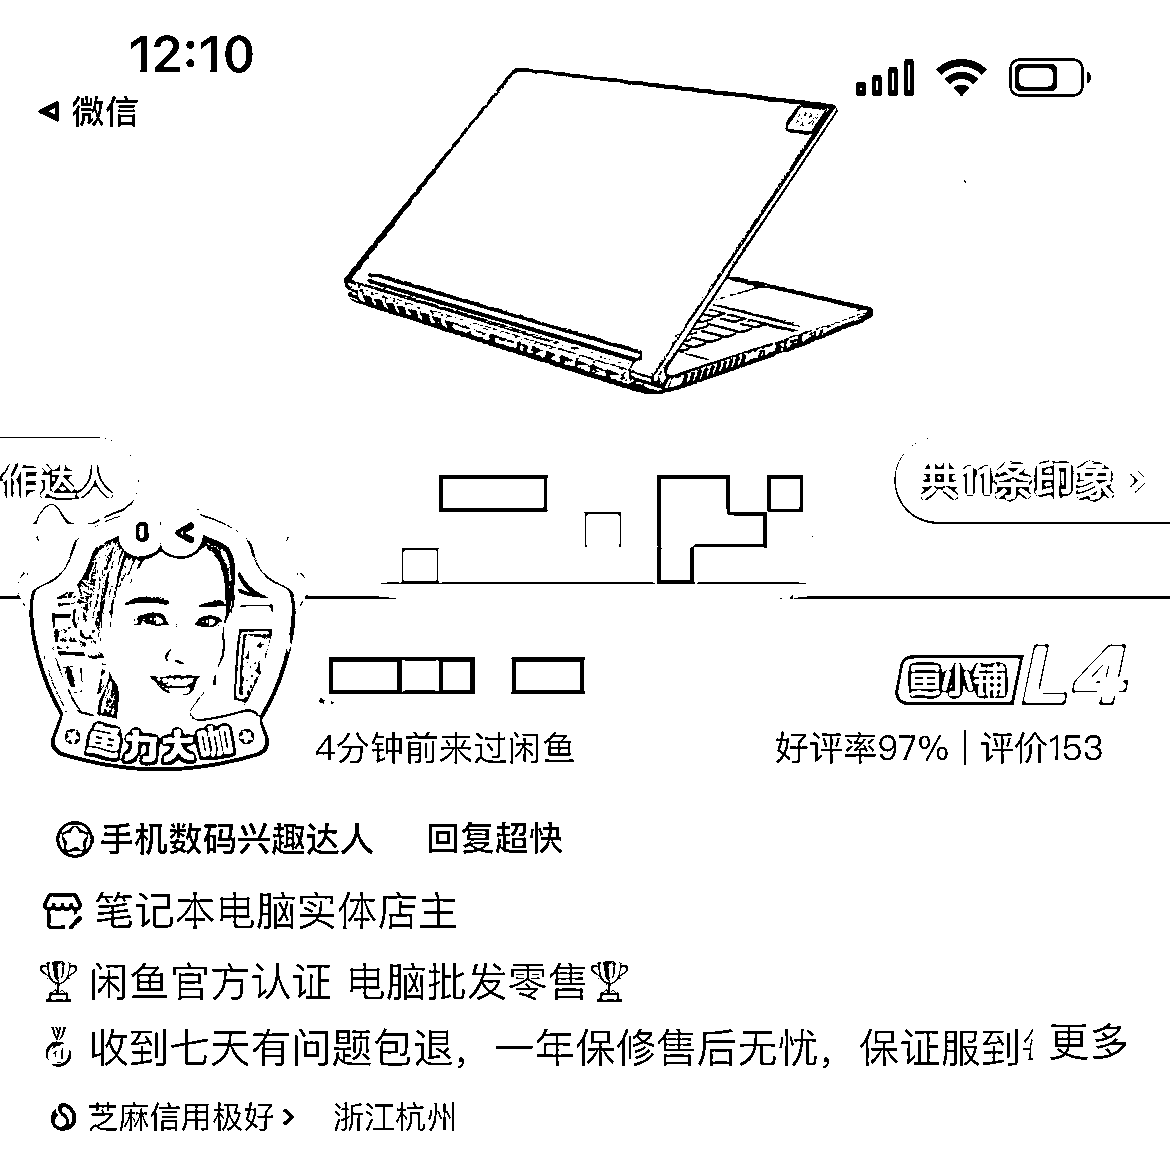 12:10
微信
作达人
共11条印象 >
鱼小铺 L4
鱼力大咖
4分钟前来过闲鱼
好评率97% | 评价153
手机数码兴趣达人 回复超快
笔记本电脑实体店主
🏆闲鱼官方认证 电脑批发零售🏆
🏅收到七天有问题包退，一年保修售后无忧，保证服到 更多
芝麻信用极好> 浙江杭州